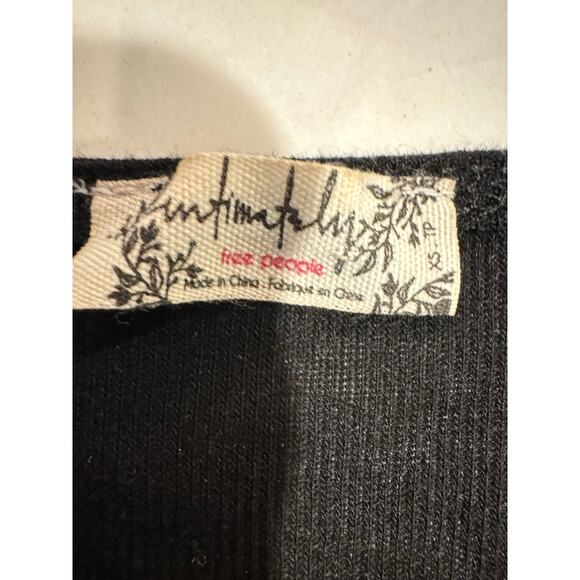 intimately
free people
Made in China . Fabriqué en Chine
XS . TP